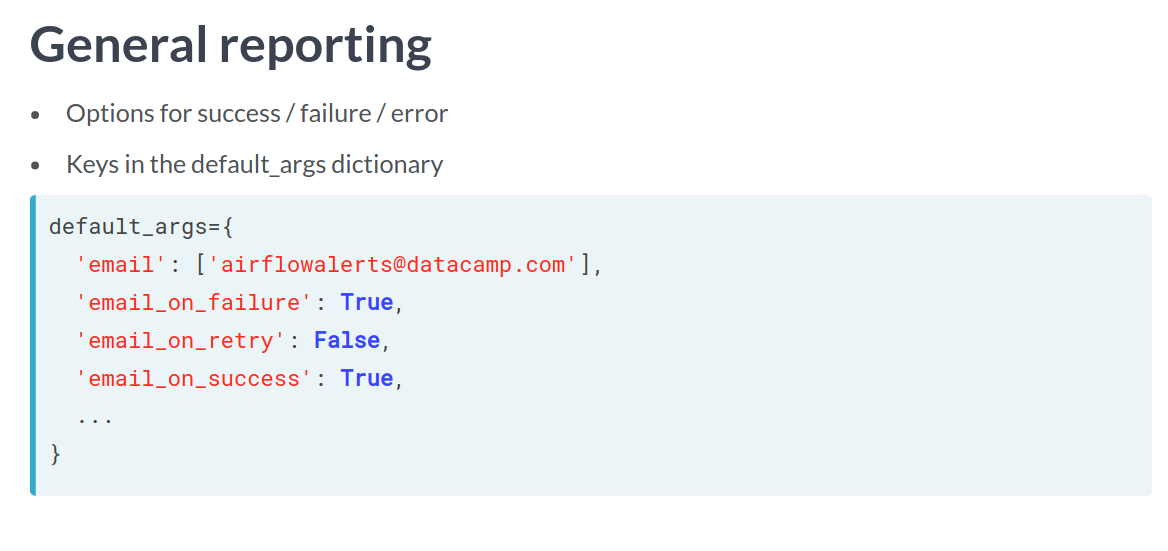 General reporting
• Options for success / failure / error
• Keys in the default_args dictionary
default_args={
  'email': ['airflowalerts@datacamp.com'],
  'email_on_failure': True,
  'email_on_retry': False,
  'email_on_success': True,
  ...
}